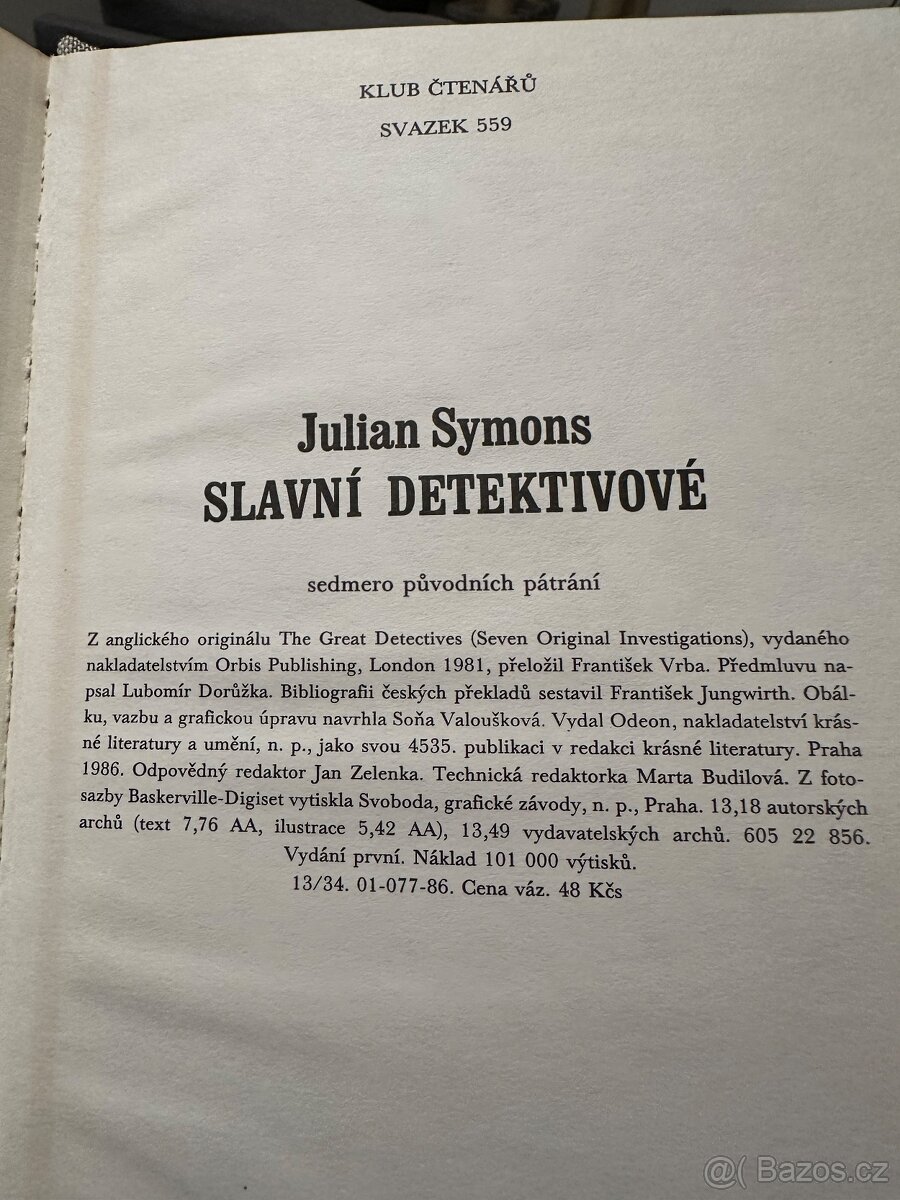 KLUB ČTENÁŘŮ
SVAZEK 559
Julian Symons
SLAVNÍ DETEKTIVOVÉ
sedmero původních pátrání
Z anglického originálu The Great Detectives (Seven Original Investigations), vydaného
nakladatelstvím Orbis Publishing, London 1981, přeložil František Vrba. Předmluvu na-
psal Lubomír Dorůžka. Bibliografii českých překladů sestavil František Jungwirth. Obál-
ku, vazbu a grafickou úpravu navrhla Soňa Valoušková. Vydal Odeon, nakladatelství krás-
né literatury a umění, n. p., jako svou 4535. publikaci v redakci krásné literatury. Praha
1986. Odpovědný redaktor Jan Zelenka. Technická redaktorka Marta Budilová. Z foto-
sazby Baskerville-Digiset vytiskla Svoboda, grafické závody, n. p., Praha. 13,18 autorských
archů (text 7,76 AA, ilustrace 5,42 AA), 13,49 vydavatelských archů. 605 22 856.
Vydání první. Náklad 101 000 výtisků.
13/34. 01-077-86. Cena váz. 48 Kčs
@( Bazos.cz